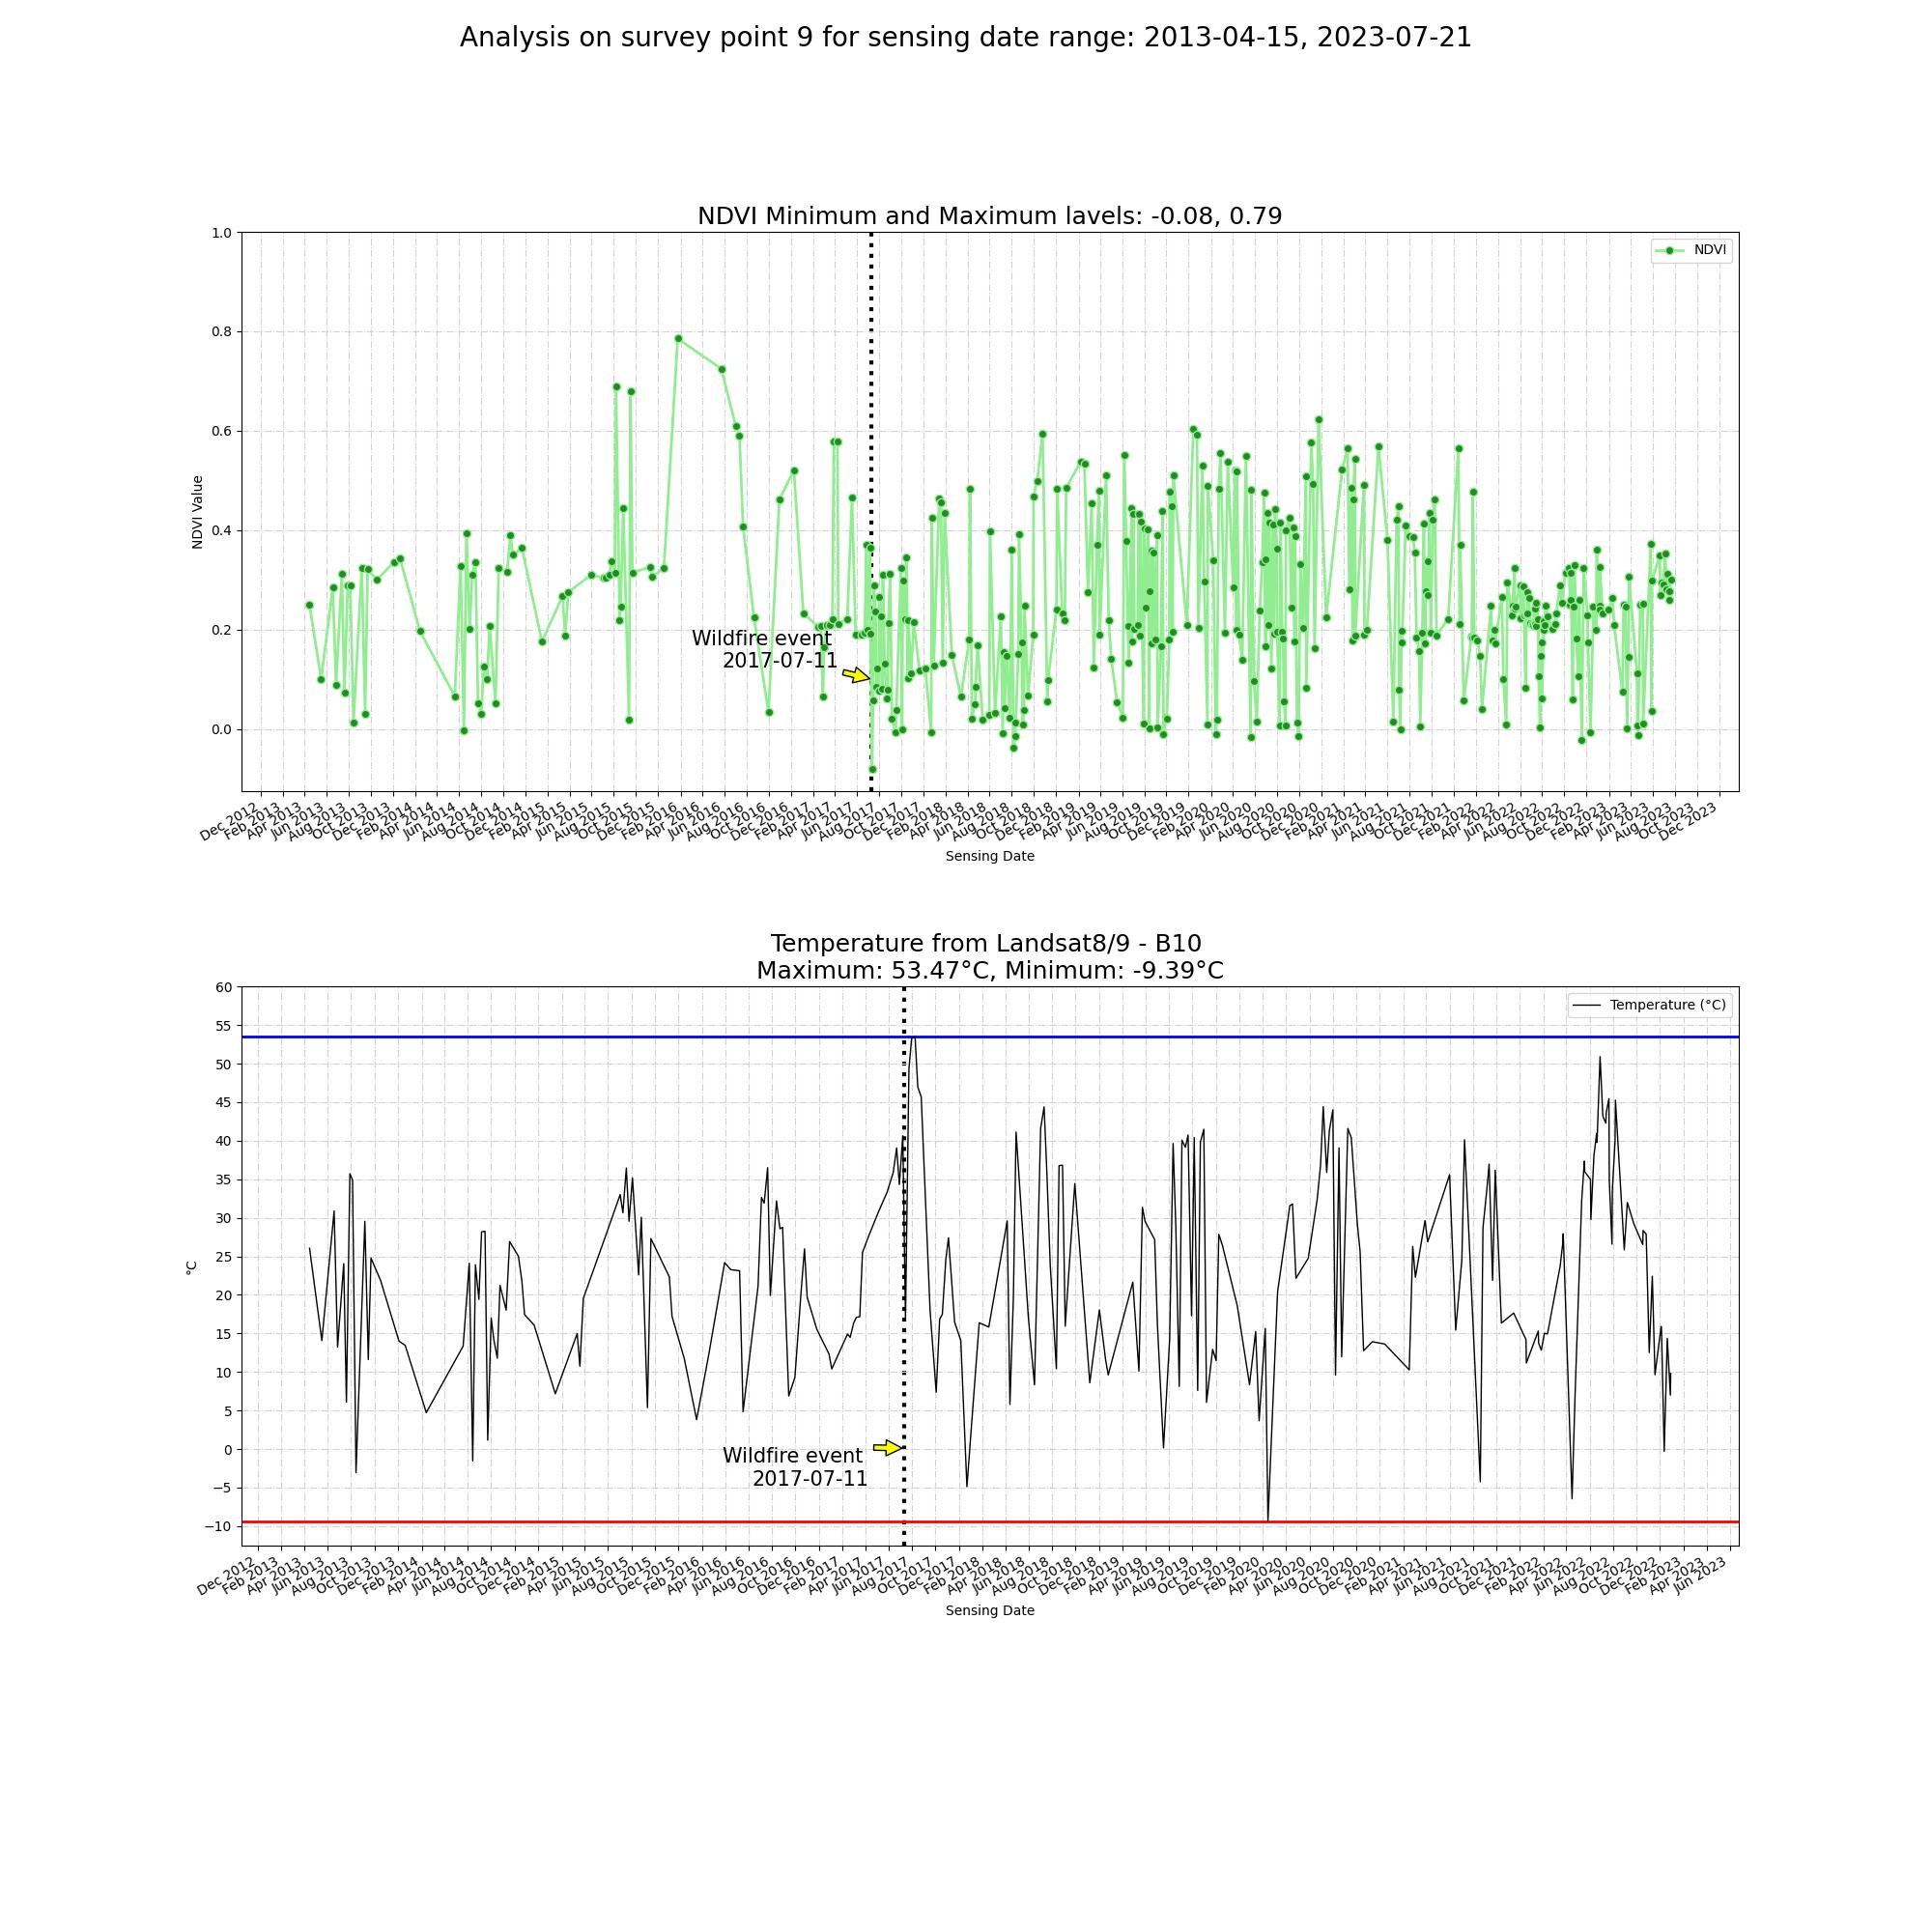 Analysis on survey point 9 for sensing date range: 2013-04-15, 2023-07-21
NDVI Minimum and Maximum lavels: -0.08, 0.79
1.0
0.8
0.6
0.4
0.2
0.0
NDVI Value
NDVI
Wildfire event
2017-07-11
Dec 2012
Feb 2013
Apr 2013
Jun 2013
Aug 2013
Oct 2013
Dec 2013
Feb 2014
Apr 2014
Jun 2014
Aug 2014
Oct 2014
Dec 2014
Feb 2015
Apr 2015
Jun 2015
Aug 2015
Oct 2015
Dec 2015
Feb 2016
Apr 2016
Jun 2016
Aug 2016
Oct 2016
Dec 2016
Feb 2017
Apr 2017
Jun 2017
Aug 2017
Oct 2017
Dec 2017
Feb 2018
Apr 2018
Jun 2018
Aug 2018
Oct 2018
Dec 2018
Feb 2019
Apr 2019
Jun 2019
Aug 2019
Oct 2019
Dec 2019
Feb 2020
Apr 2020
Jun 2020
Aug 2020
Oct 2020
Dec 2020
Feb 2021
Apr 2021
Jun 2021
Aug 2021
Oct 2021
Dec 2021
Feb 2022
Apr 2022
Jun 2022
Aug 2022
Oct 2022
Dec 2022
Feb 2023
Apr 2023
Jun 2023
Aug 2023
Oct 2023
Dec 2023
Sensing Date
Temperature from Landsat8/9 - B10
Maximum: 53.47°C, Minimum: -9.39°C
60
55
50
45
40
35
30
25
20
15
10
5
0
−5
−10
°C
Temperature (°C)
Wildfire event
2017-07-11
Dec 2012
Feb 2013
Apr 2013
Jun 2013
Aug 2013
Oct 2013
Dec 2013
Feb 2014
Apr 2014
Jun 2014
Aug 2014
Oct 2014
Dec 2014
Feb 2015
Apr 2015
Jun 2015
Aug 2015
Oct 2015
Dec 2015
Feb 2016
Apr 2016
Jun 2016
Aug 2016
Oct 2016
Dec 2016
Feb 2017
Apr 2017
Jun 2017
Aug 2017
Oct 2017
Dec 2017
Feb 2018
Apr 2018
Jun 2018
Aug 2018
Oct 2018
Dec 2018
Feb 2019
Apr 2019
Jun 2019
Aug 2019
Oct 2019
Dec 2019
Feb 2020
Apr 2020
Jun 2020
Aug 2020
Oct 2020
Dec 2020
Feb 2021
Apr 2021
Jun 2021
Aug 2021
Oct 2021
Dec 2021
Feb 2022
Apr 2022
Jun 2022
Aug 2022
Oct 2022
Dec 2022
Feb 2023
Apr 2023
Jun 2023
Sensing Date